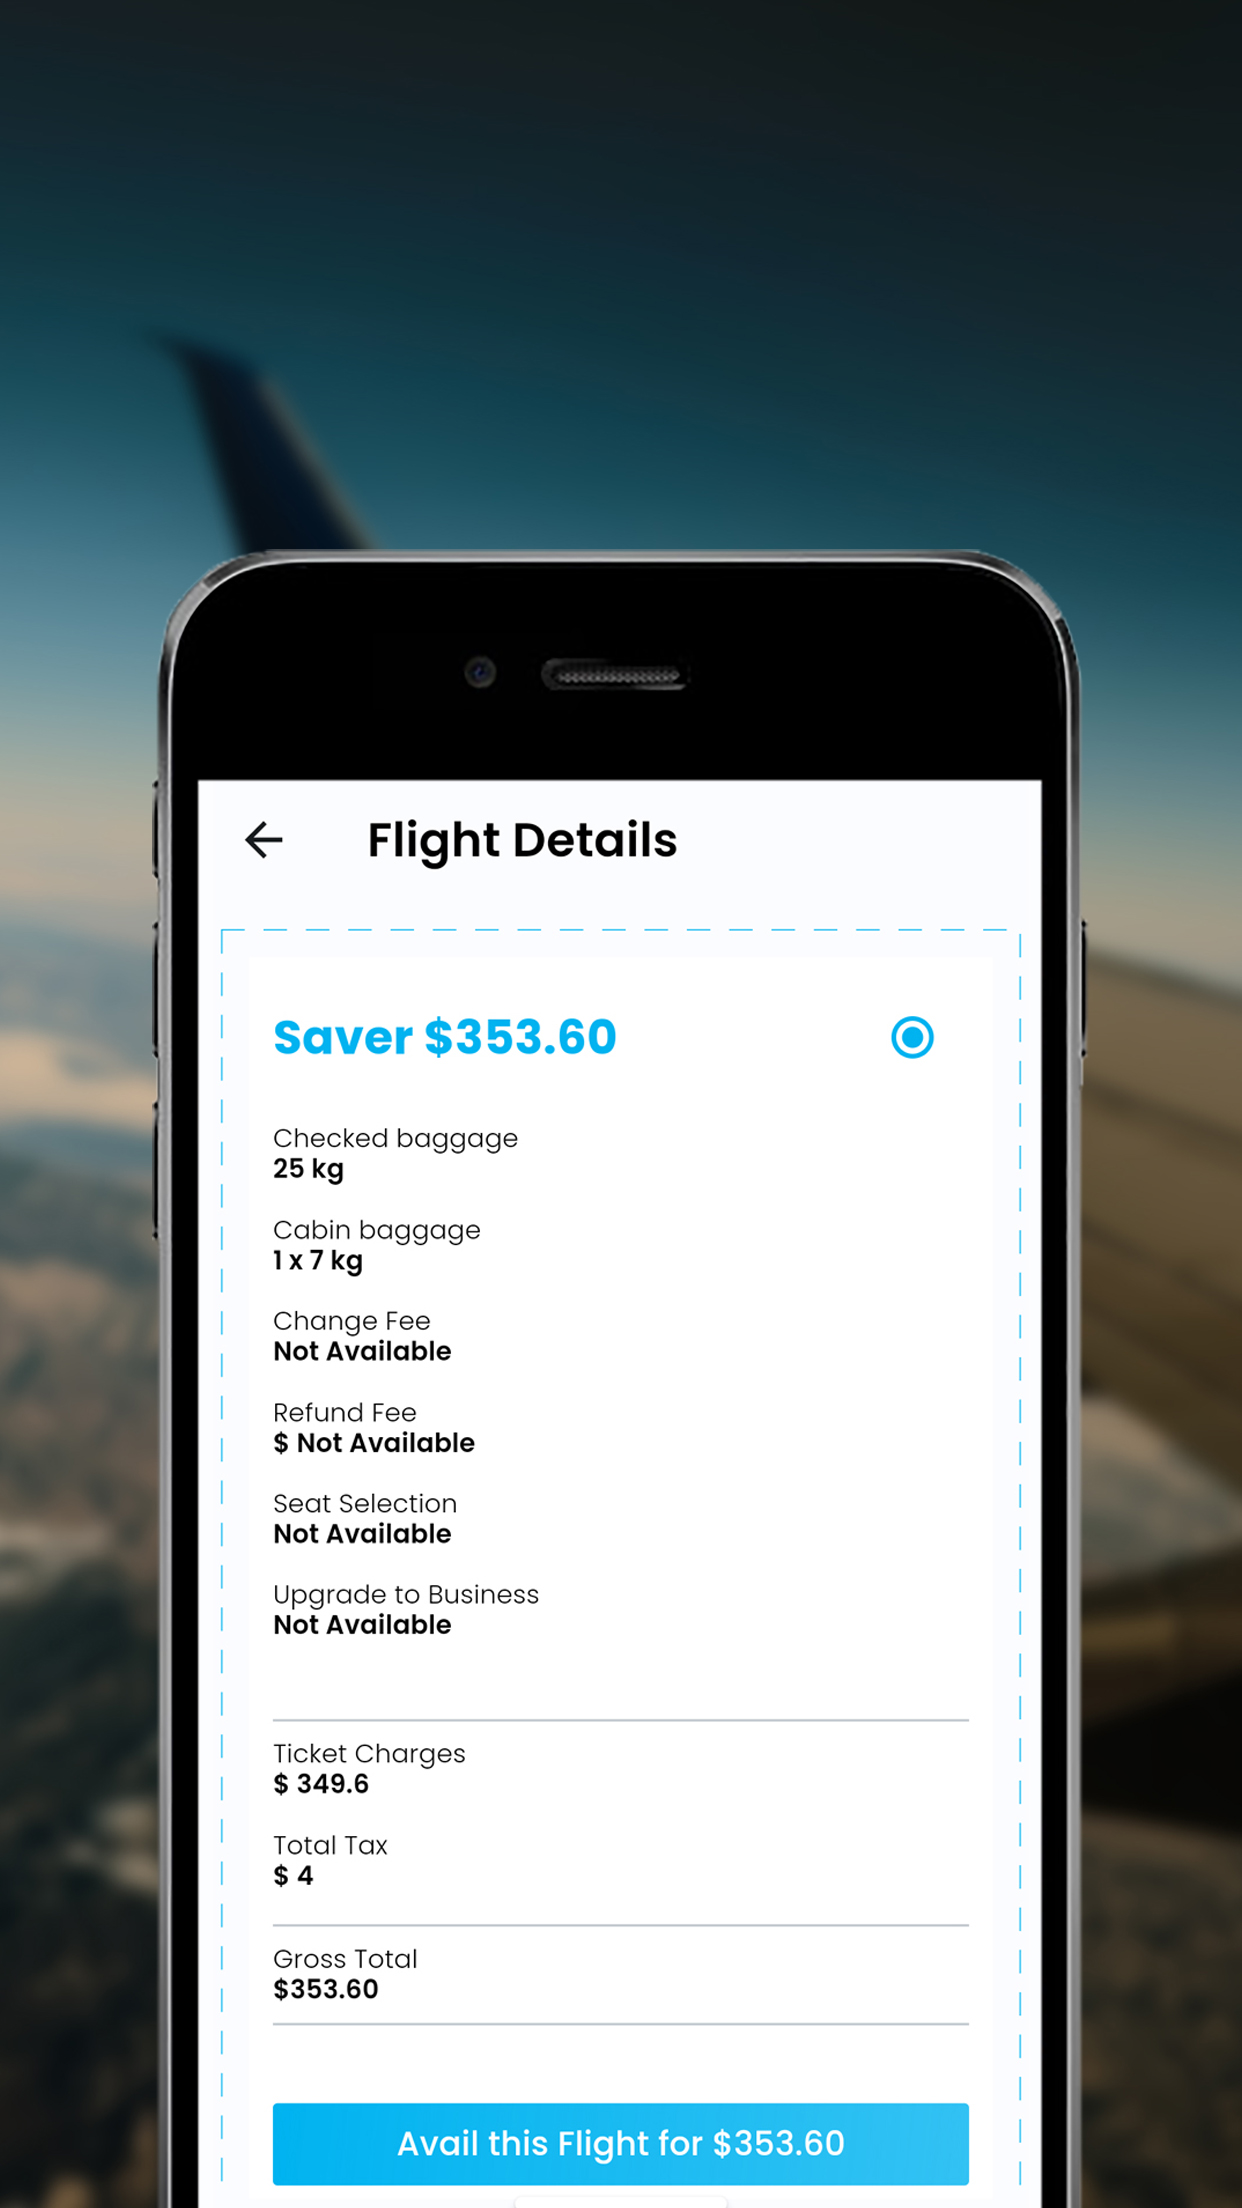 Flight Details
Saver $353.60
Checked baggage
25 kg
Cabin baggage
1 x 7 kg
Change Fee
Not Available
Refund Fee
$ Not Available
Seat Selection
Not Available
Upgrade to Business
Not Available
Ticket Charges
$ 349.6
Total Tax
$ 4
Gross Total
$353.60
Avail this Flight for $353.60